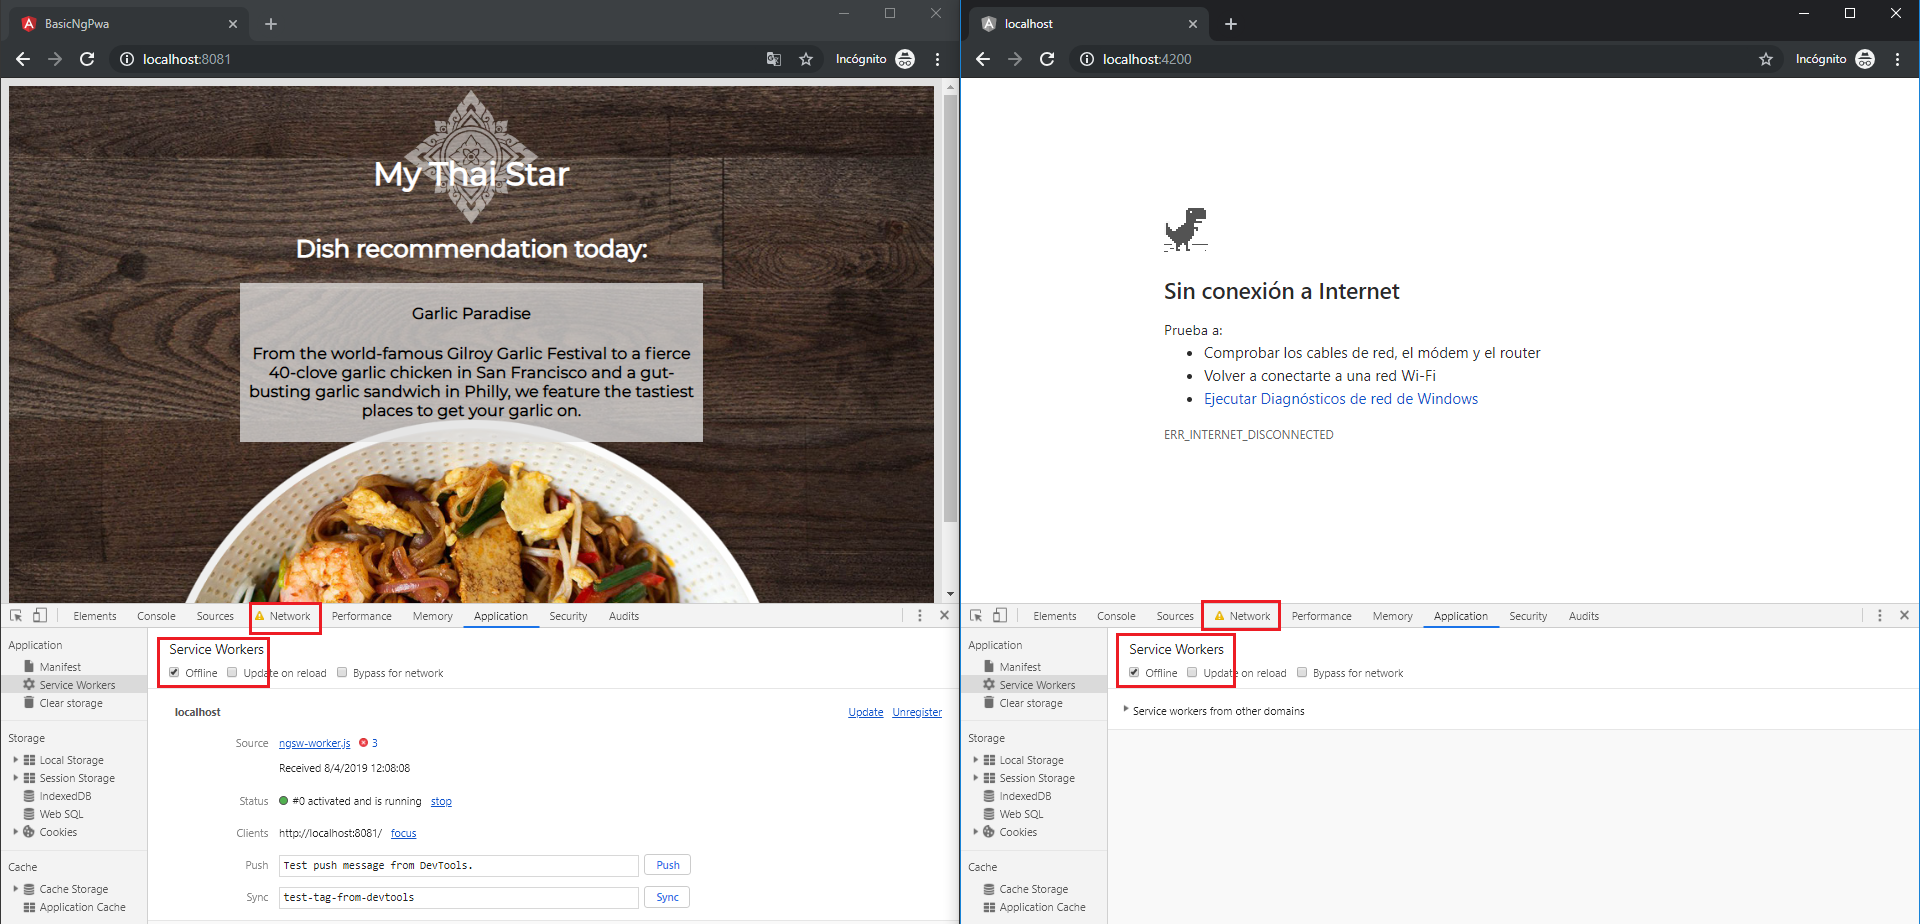 BasicNgPwa
localhost:8081
Incógnito
My Thai Star
Dish recommendation today:
Garlic Paradise
From the world-famous Gilroy Garlic Festival to a fierce
40-clove garlic chicken in San Francisco and a gut-
busting garlic sandwich in Philly, we feature the tastiest
places to get your garlic on.
Elements Console Sources Network Performance Memory Application Security Audits
Application
Manifest
Service Workers
Clear storage
Storage
Local Storage
Session Storage
IndexedDB
Web SQL
Cookies
Cache
Cache Storage
Application Cache
Service Workers
Offline Update on reload Bypass for network
localhost Update Unregister
Source ngsw-worker.js 3
Received 8/4/2019 12:08:08
Status #0 activated and is running stop
Clients http://localhost:8081/ focus
Push Test push message from DevTools. Push
Sync test-tag-from-devtools Sync
localhost
localhost:4200
Incógnito
Sin conexión a Internet
Prueba a:
Comprobar los cables de red, el módem y el router
Volver a conectarte a una red Wi-Fi
Ejecutar Diagnósticos de red de Windows
ERR_INTERNET_DISCONNECTED
Elements Console Sources Network Performance Memory Application Security Audits
Application
Manifest
Service Workers
Clear storage
Storage
Local Storage
Session Storage
IndexedDB
Web SQL
Cookies
Cache
Cache Storage
Application Cache
Service Workers
Offline Update on reload Bypass for network
Service workers from other domains